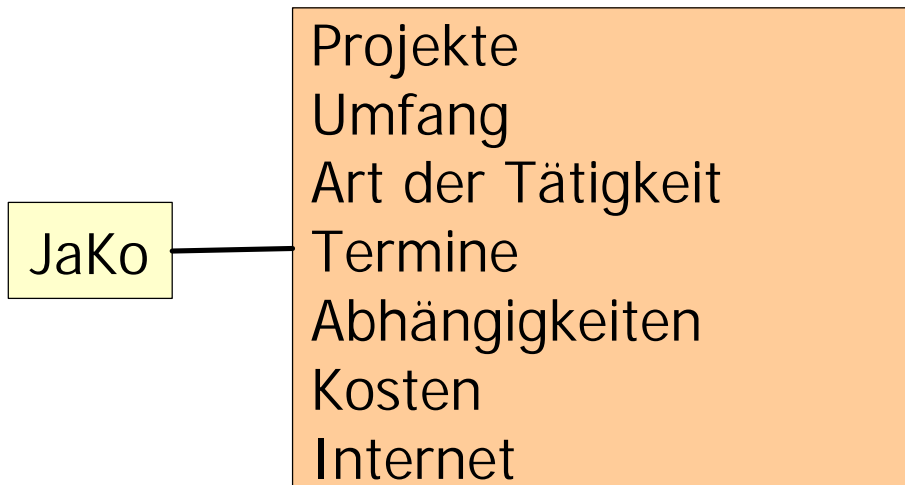 JaKo
Projekte
Umfang
Art der Tätigkeit
Termine
Abhängigkeiten
Kosten
Internet